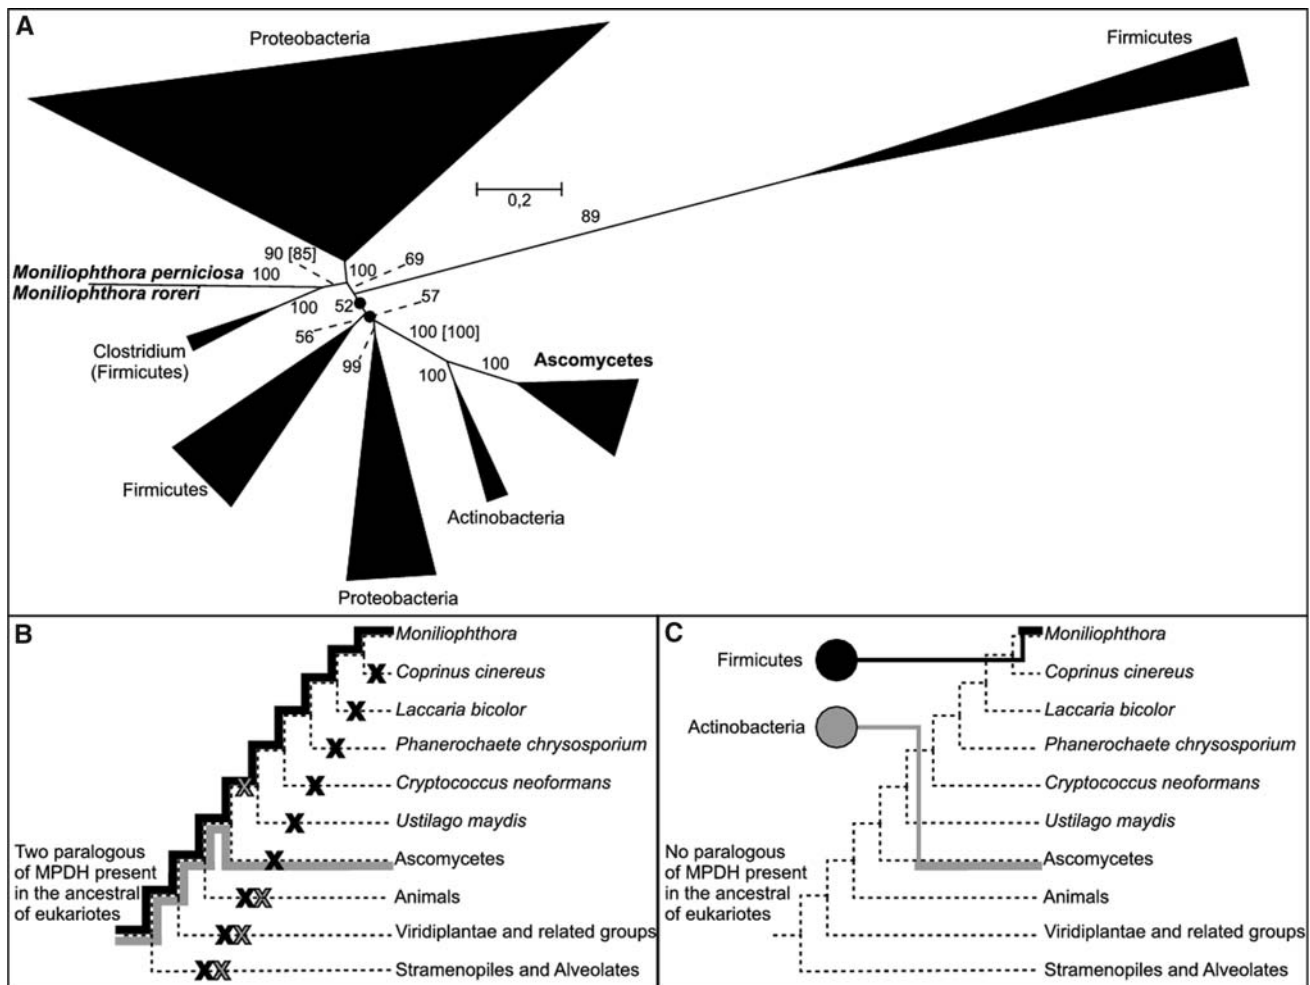 A
Proteobacteria
Firmicutes
0,2
89
90 [85]
100
69
Moniliophthora perniciosa
100
Moniliophthora roreri
100
52
57
56
99
100 [100]
Clostridium
(Firmicutes)
100
100
Ascomycetes
Firmicutes
Actinobacteria
Proteobacteria
B
Moniliophthora
X
Coprinus cinereus
X
Laccaria bicolor
X
Phanerochaete chrysosporium
X
X
Cryptococcus neoformans
X
Ustilago maydis
Two paralogous
of MPDH present
in the ancestral
of eukariotes
X
Ascomycetes
XX
Animals
XX
Viridiplantae and related groups
XX
Stramenopiles and Alveolates
C
Firmicutes
Actinobacteria
Moniliophthora
Coprinus cinereus
Laccaria bicolor
Phanerochaete chrysosporium
Cryptococcus neoformans
Ustilago maydis
No paralogous
of MPDH present
in the ancestral
of eukariotes
Ascomycetes
Animals
Viridiplantae and related groups
Stramenopiles and Alveolates